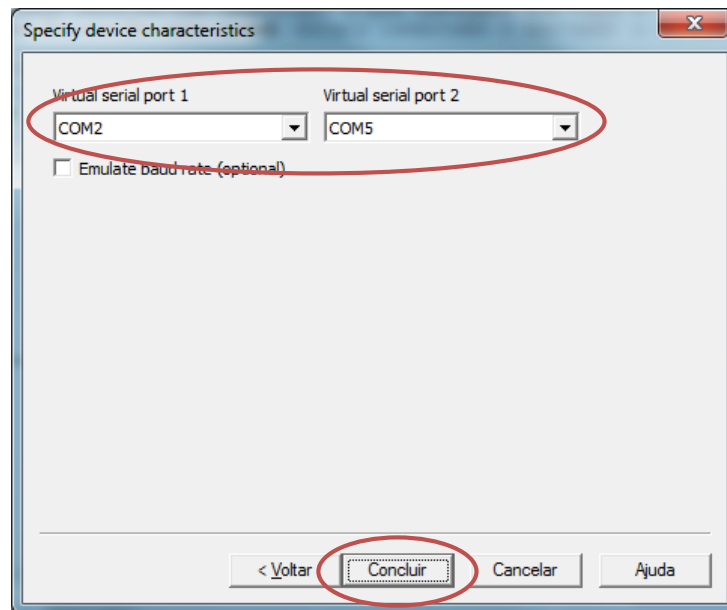 Specify device characteristics
Virtual serial port 1 Virtual serial port 2
COM2 COM5
Emulate baud rate (optional)
< Voltar Concluir Cancelar Ajuda